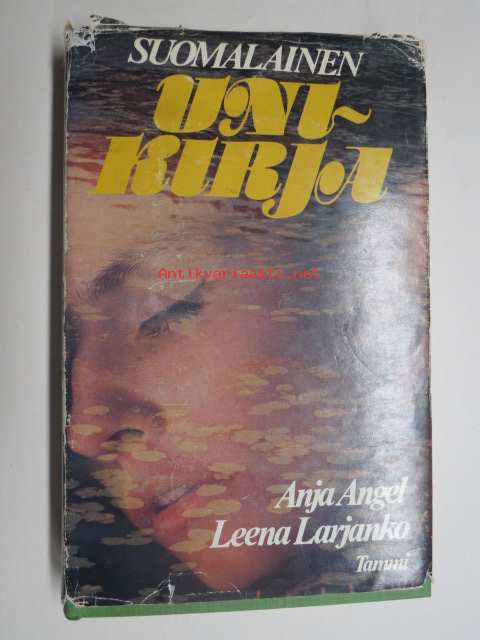 SUOMALAINEN
UNI-
KIRJA
Antikvariaatti.net
Anja Angel
Leena Larjanko
Tammi